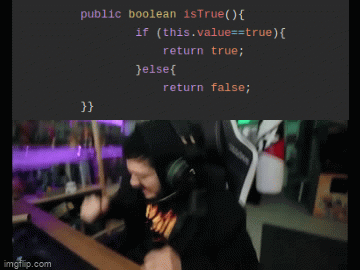 public boolean isTrue(){
if (this.value==true){
return true;
}else{
return false;
}}
imgflip.com